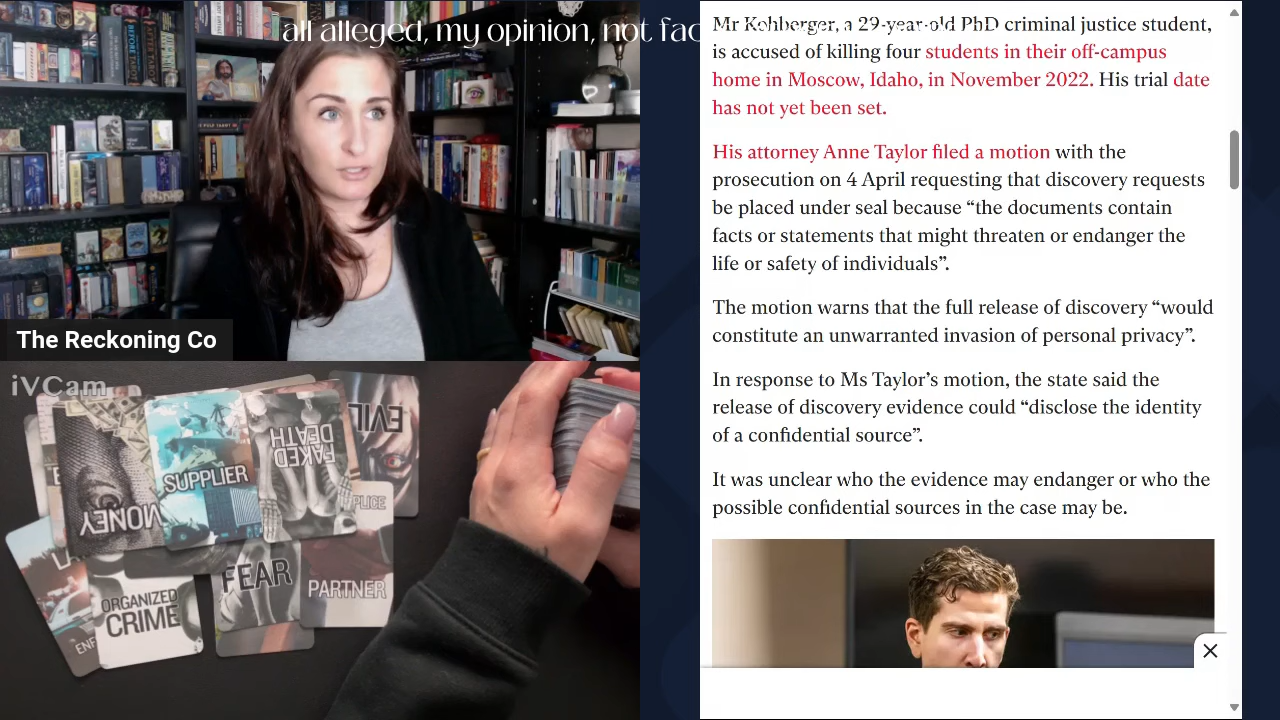 all alleged, my opinion, not fac
The Reckoning Co
iVCam
MONEY
SUPPLIER
FAKED
DEATH
EVIL
PLICE
ORGANIZED
CRIME
FEAR
PARTNER
ENF
Mr Kohberger, a 29-year-old PhD criminal justice student,
is accused of killing four students in their off-campus
home in Moscow, Idaho, in November 2022. His trial date
has not yet been set.
His attorney Anne Taylor filed a motion with the
prosecution on 4 April requesting that discovery requests
be placed under seal because “the documents contain
facts or statements that might threaten or endanger the
life or safety of individuals”.
The motion warns that the full release of discovery “would
constitute an unwarranted invasion of personal privacy”.
In response to Ms Taylor’s motion, the state said the
release of discovery evidence could “disclose the identity
of a confidential source”.
It was unclear who the evidence may endanger or who the
possible confidential sources in the case may be.